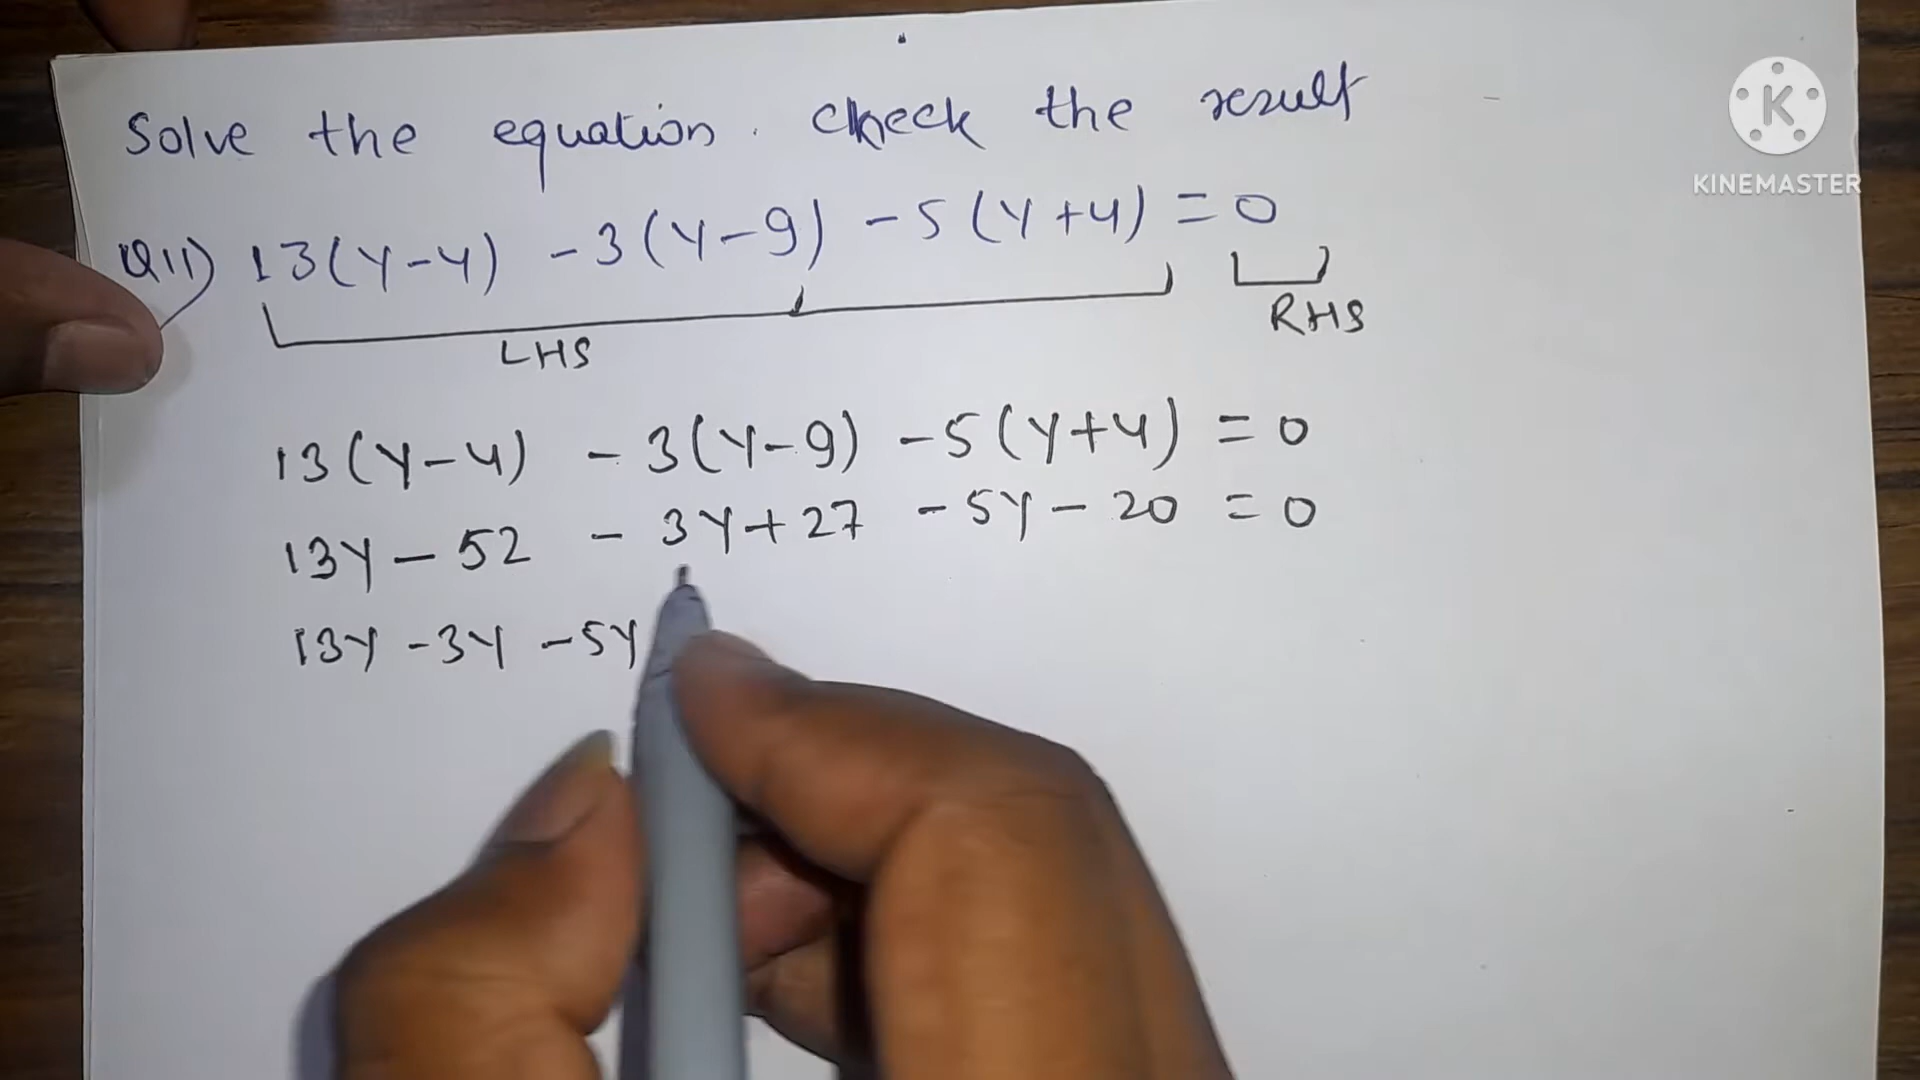 Solve the equation. Check the result
KINEMASTER
Q11) 13(y-4) -3(y-9) -5(y+4) =0
LHS
RHS
13(y-4) -3(y-9) -5(y+4) =0
13y-52 -3y+27 -5y-20 =0
13y -3y -5y